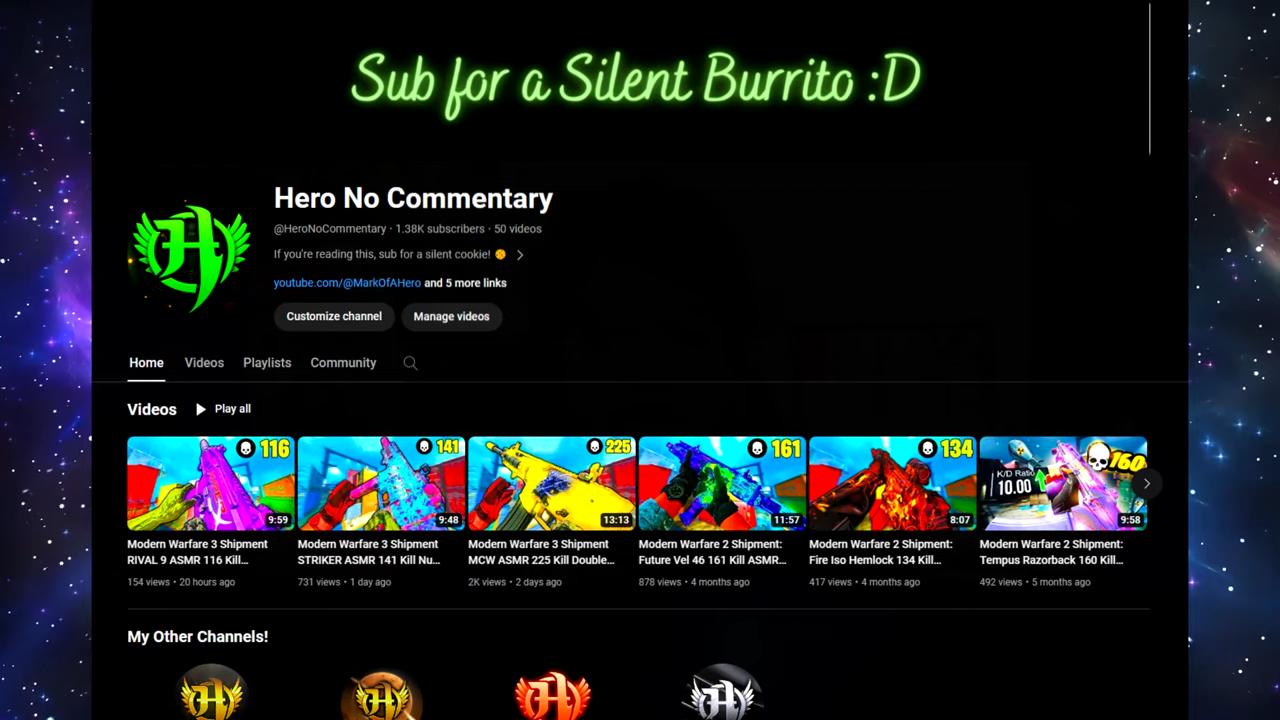 Sub for a Silent Burrito :D
Hero No Commentary
@HeroNoCommentary · 1.38K subscribers · 50 videos
If you're reading this, sub for a silent cookie! 🍪 >
youtube.com/@MarkOfAHero and 5 more links
Customize channel Manage videos
Home Videos Playlists Community
Videos Play all
116 141 225 161 134 160
K/D Ratio
10.00
9:59 9:48 13:13 11:57 8:07 9:58
Modern Warfare 3 Shipment RIVAL 9 ASMR 116 Kill...
154 views • 20 hours ago
Modern Warfare 3 Shipment STRIKER ASMR 141 Kill Nu...
731 views • 1 day ago
Modern Warfare 3 Shipment MCW ASMR 225 Kill Double...
2K views • 2 days ago
Modern Warfare 2 Shipment: Future Vel 46 161 Kill ASMR...
878 views • 4 months ago
Modern Warfare 2 Shipment: Fire Iso Hemlock 134 Kill...
417 views • 4 months ago
Modern Warfare 2 Shipment: Tempus Razorback 160 Kill...
492 views • 5 months ago
My Other Channels!